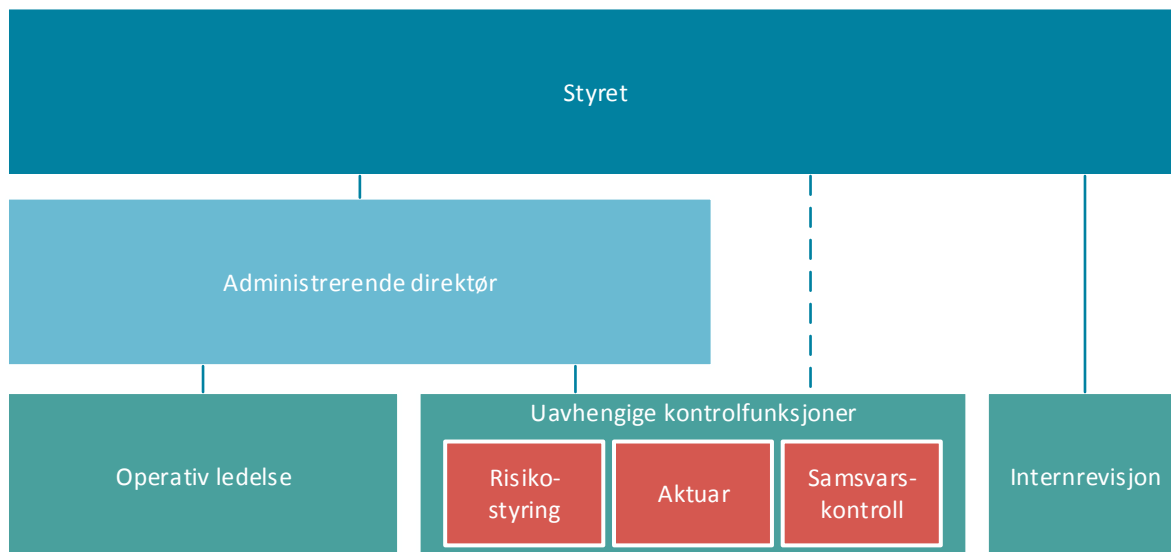 Styret
Administrerende direktør
Operativ ledelse
Uavhengige kontrolfunksjoner
Risiko-
styring
Aktuar
Samsvars-
kontroll
Internrevisjon